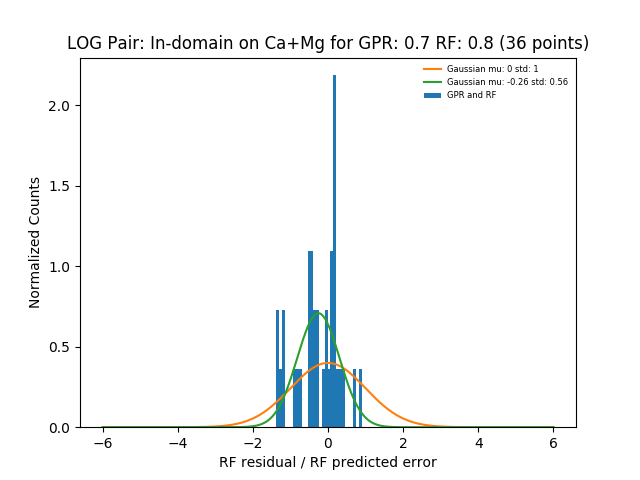 LOG Pair: In-domain on Ca+Mg for GPR: 0.7 RF: 0.8 (36 points)
Gaussian mu: 0 std: 1
Gaussian mu: -0.26 std: 0.56
GPR and RF
Normalized Counts
2.0
1.5
1.0
0.5
0.0
−6 −4 −2 0 2 4 6
RF residual / RF predicted error